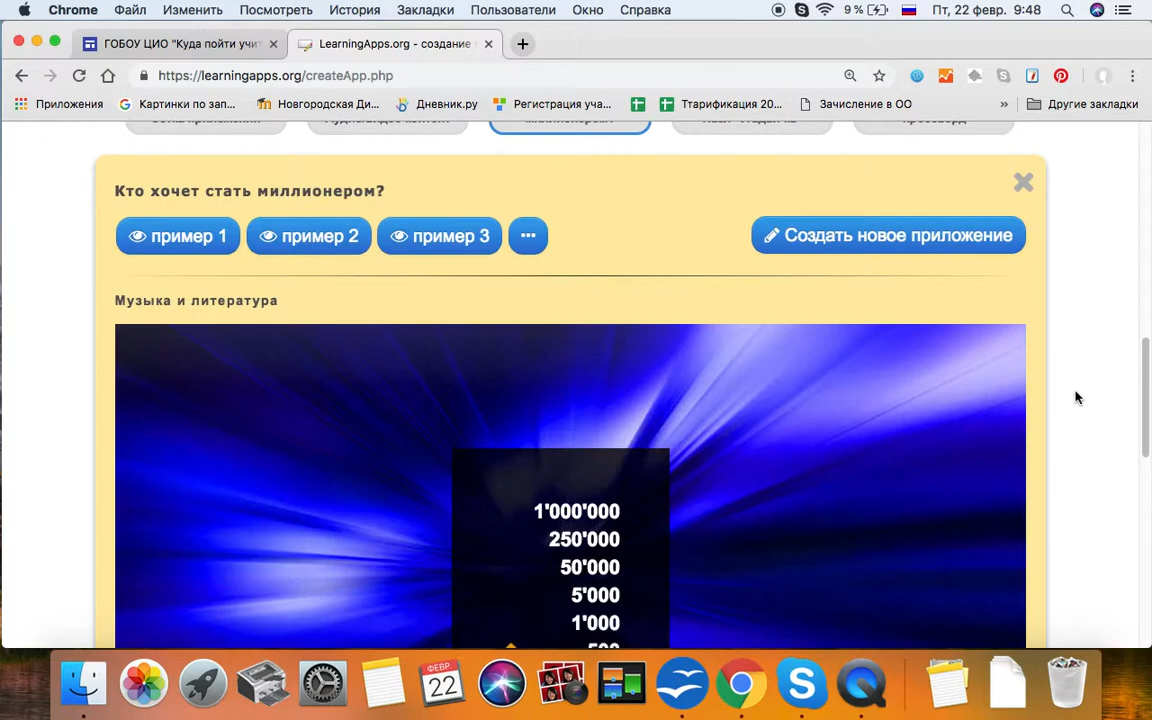 Chrome Файл Изменить Посмотреть История Закладки Пользователи Окно Справка 9 % Пт, 22 февр. 9:48
ГОБОУ ЦИО "Куда пойти учит
LearningApps.org - создание
https://learningapps.org/createApp.php
Приложения Картинки по зап... Новгородская Ди... Дневник.ру Регистрация уча... Тарификация 20... Зачисление в ОО » Другие закладки
Кто хочет стать миллионером?
пример 1 пример 2 пример 3 ••• Создать новое приложение
Музыка и литература
1'000'000
250'000
50'000
5'000
1'000
500
ФЕВР.
22